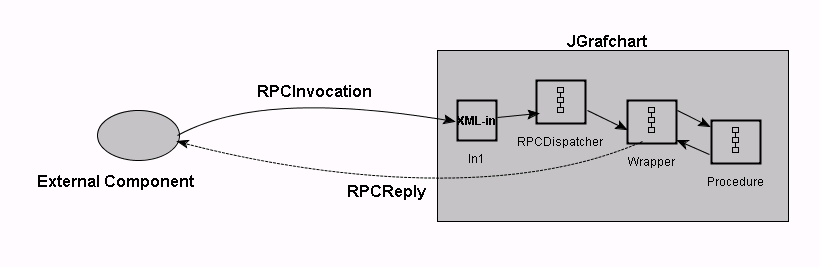 JGrafchart
RPCInvocation
XML-in
RPCDispatcher
In1
Wrapper
External Component
Procedure
RPCReply